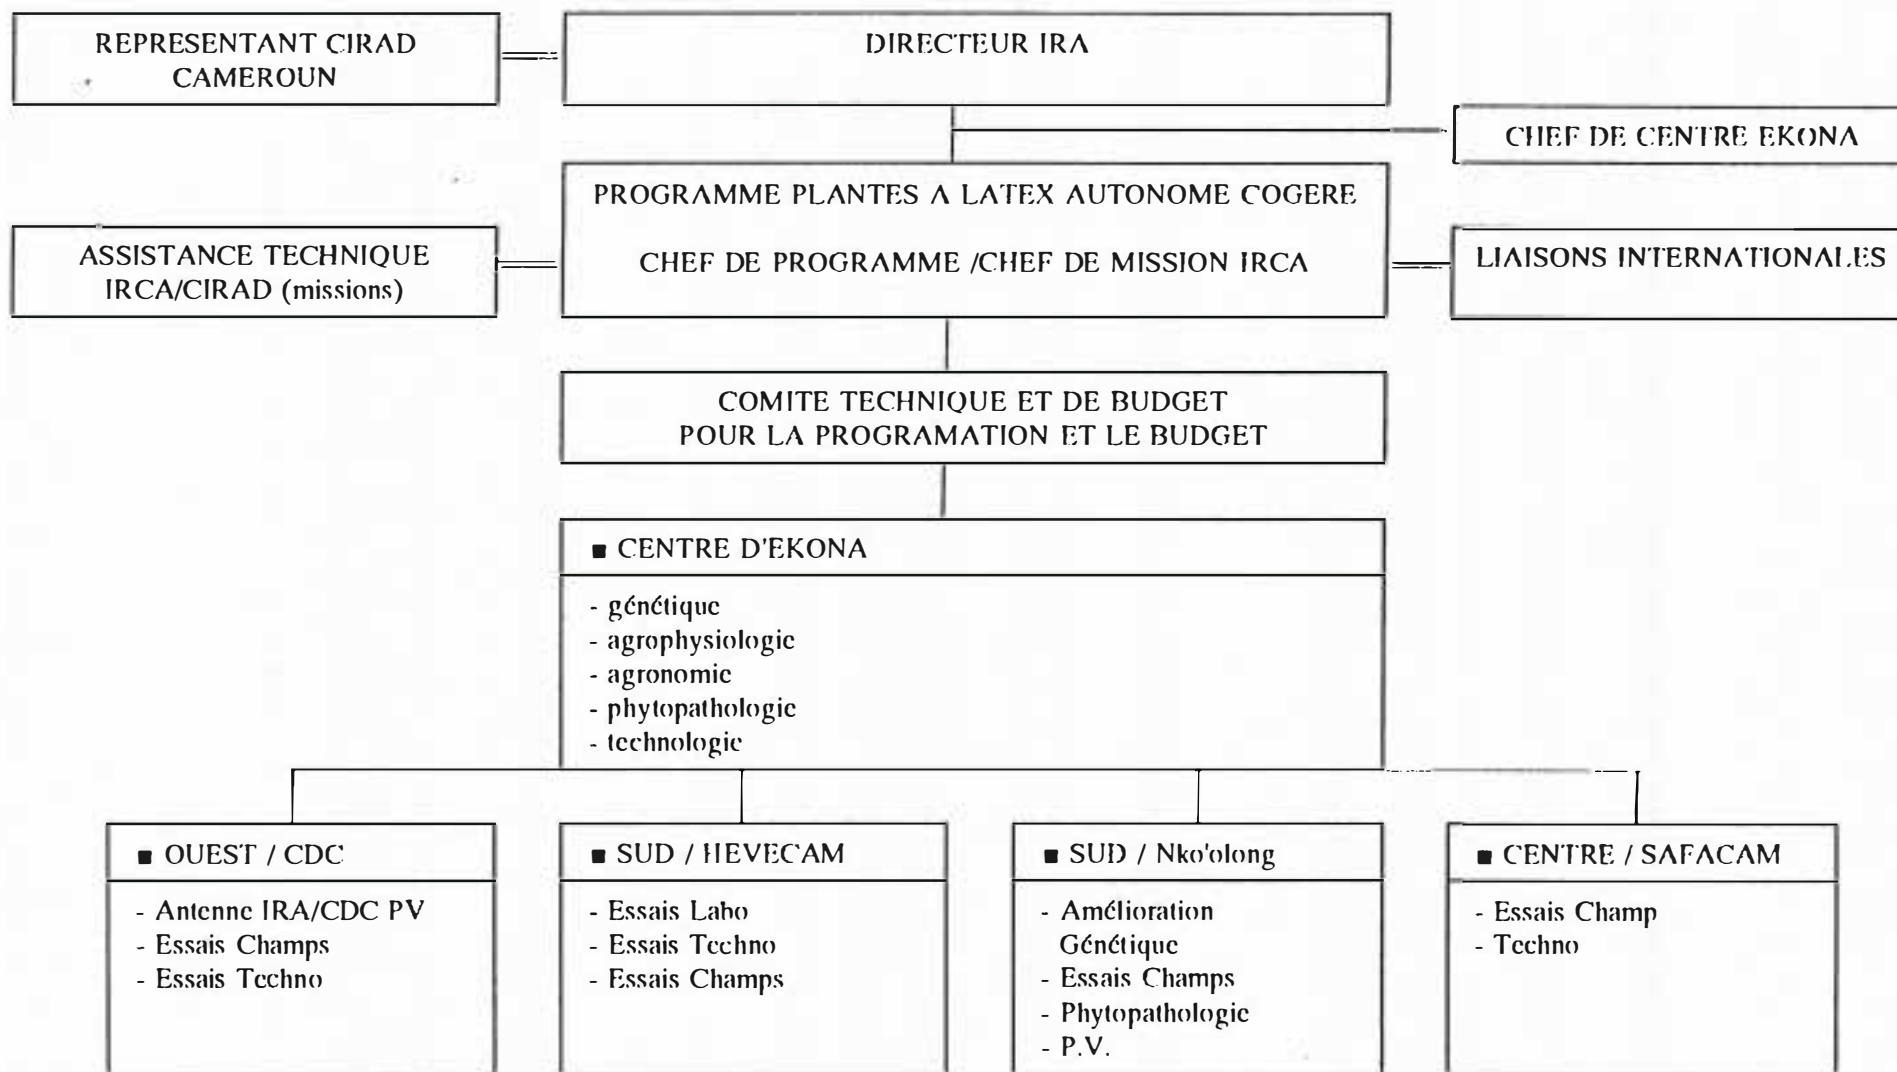 REPRESENTANT CIRAD
CAMEROUN
DIRECTEUR IRA
CHEF DE CENTRE EKONA
PROGRAMME PLANTES A LATEX AUTONOME COGERE
CHEF DE PROGRAMME /CHEF DE MISSION IRCA
ASSISTANCE TECHNIQUE
IRCA/CIRAD (missions)
LIAISONS INTERNATIONALES
COMITE TECHNIQUE ET DE BUDGET
POUR LA PROGRAMATION ET LE BUDGET
■ CENTRE D'EKONA
- génétique
- agrophysiologie
- agronomie
- phytopathologie
- technologie
■ OUEST / CDC
- Antenne IRA/CDC PV
- Essais Champs
- Essais Techno
■ SUD / HEVECAM
- Essais Labo
- Essais Techno
- Essais Champs
■ SUD / Nko'olong
- Amélioration
Génétique
- Essais Champs
- Phytopathologie
- P.V.
■ CENTRE / SAFACAM
- Essais Champ
- Techno